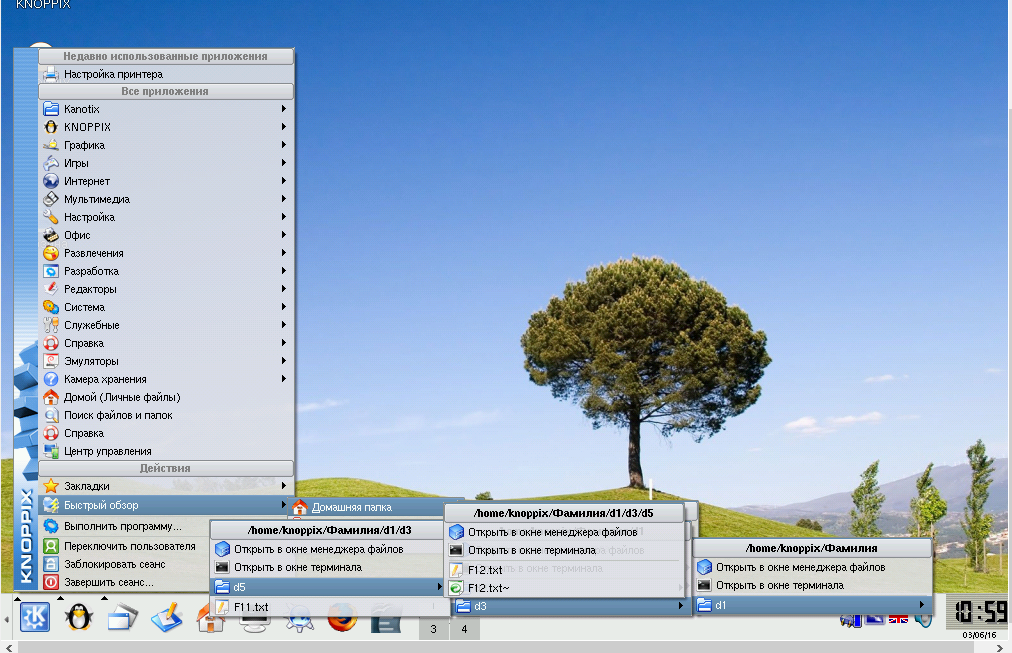 KNOPPIX
Недавно использованные приложения
Настройка принтера
Все приложения
Kanotix
KNOPPIX
Графика
Игры
Интернет
Мультимедиа
Настройка
Офис
Развлечения
Разработка
Редакторы
Система
Служебные
Справка
Эмуляторы
Камера хранения
Домой (Личные файлы)
Поиск файлов и папок
Справка
Центр управления
Действия
Закладки
Быстрый обзор
Выполнить программу...
Переключить пользователя
Заблокировать сеанс
Завершить сеанс...
KNOPPIX
Домашняя папка
/home/knoppix/Фамилия/d1/d3
Открыть в окне менеджера файлов
Открыть в окне терминала
d5
F11.txt
/home/knoppix/Фамилия/d1/d3/d5
Открыть в окне менеджера файлов
Открыть в окне терминала
F12.txt
F12.txt~
d3
/home/knoppix/Фамилия
Открыть в окне менеджера файлов
Открыть в окне терминала
d1
3 4
10:59
03/06/16